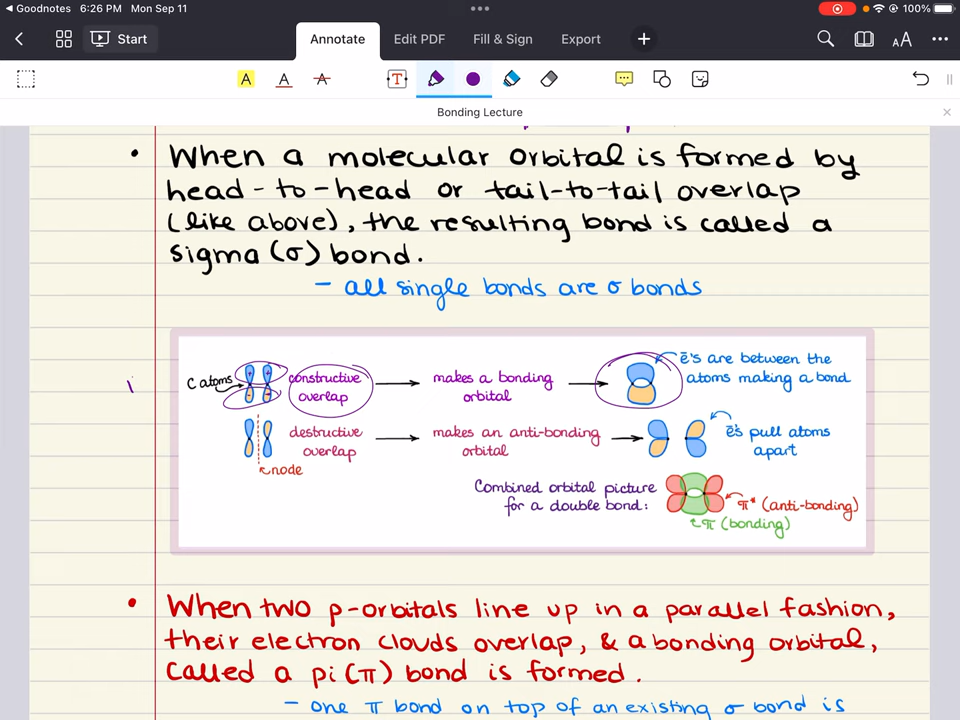 Goodnotes 6:26 PM Mon Sep 11 100%
Start Annotate Edit PDF Fill & Sign Export
Bonding Lecture
• When a molecular orbital is formed by
head-to-head or tail-to-tail overlap
(like above), the resulting bond is called a
sigma (σ) bond.
- all single bonds are σ bonds
C atoms
constructive
overlap
makes a bonding
orbital
ē's are between the
atoms making a bond
destructive
overlap
node
makes an anti-bonding
orbital
ē's pull atoms
apart
Combined orbital picture
for a double bond:
π* (anti-bonding)
π (bonding)
• When two p-orbitals line up in a parallel fashion,
their electron clouds overlap, & a bonding orbital,
called a pi (π) bond is formed.
- one π bond on top of an existing σ bond is